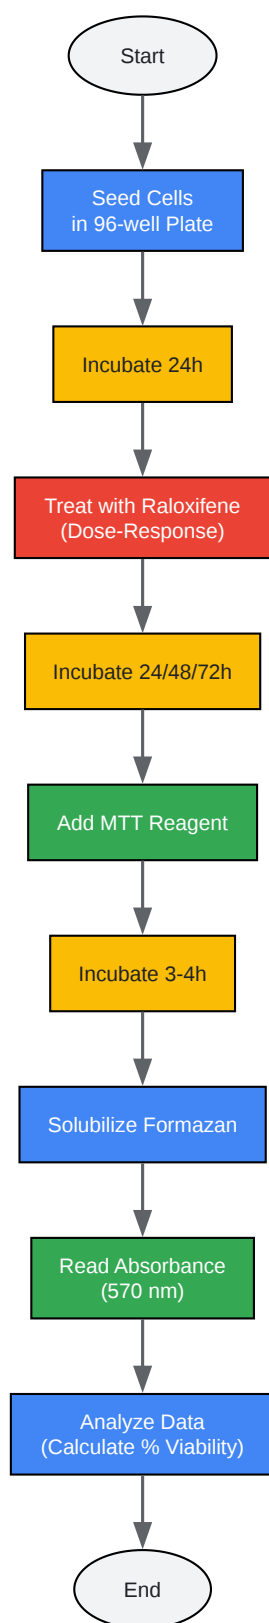 Start
Seed Cells
in 96-well Plate
Incubate 24h
Treat with Raloxifene
(Dose-Response)
Incubate 24/48/72h
Add MTT Reagent
Incubate 3-4h
Solubilize Formazan
Read Absorbance
(570 nm)
Analyze Data
(Calculate % Viability)
End